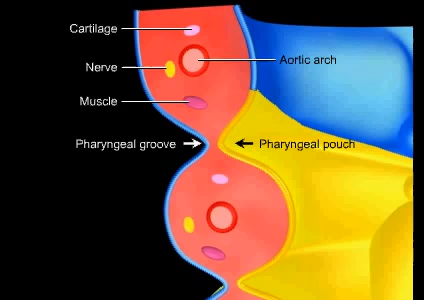 Cartilage
Aortic arch
Nerve
Muscle
Pharyngeal groove
Pharyngeal pouch